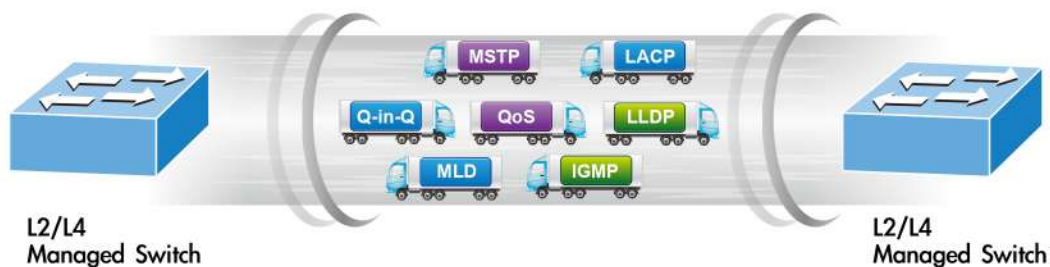 MSTP
LACP
Q-in-Q
QoS
LLDP
MLD
IGMP
L2/L4
Managed Switch
L2/L4
Managed Switch